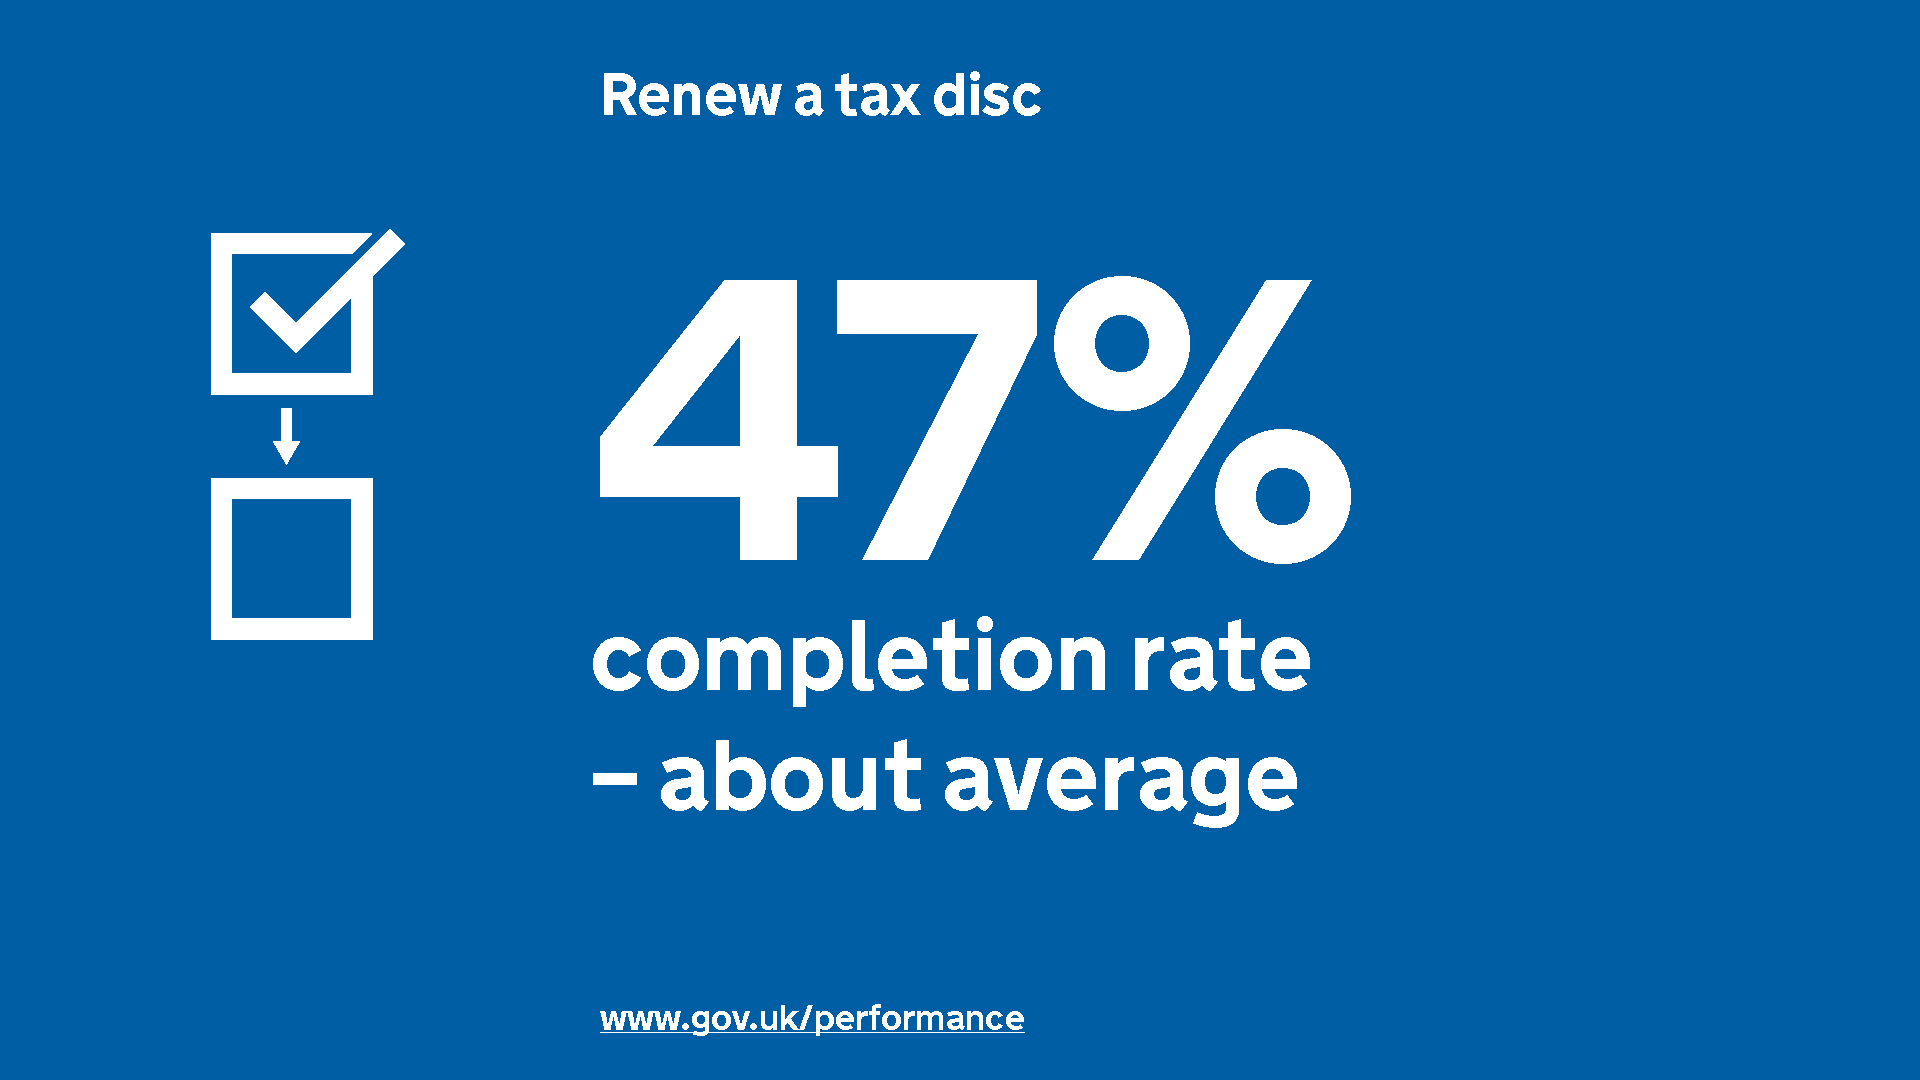 Renew a tax disc
47%
completion rate
– about average
www.gov.uk/performance